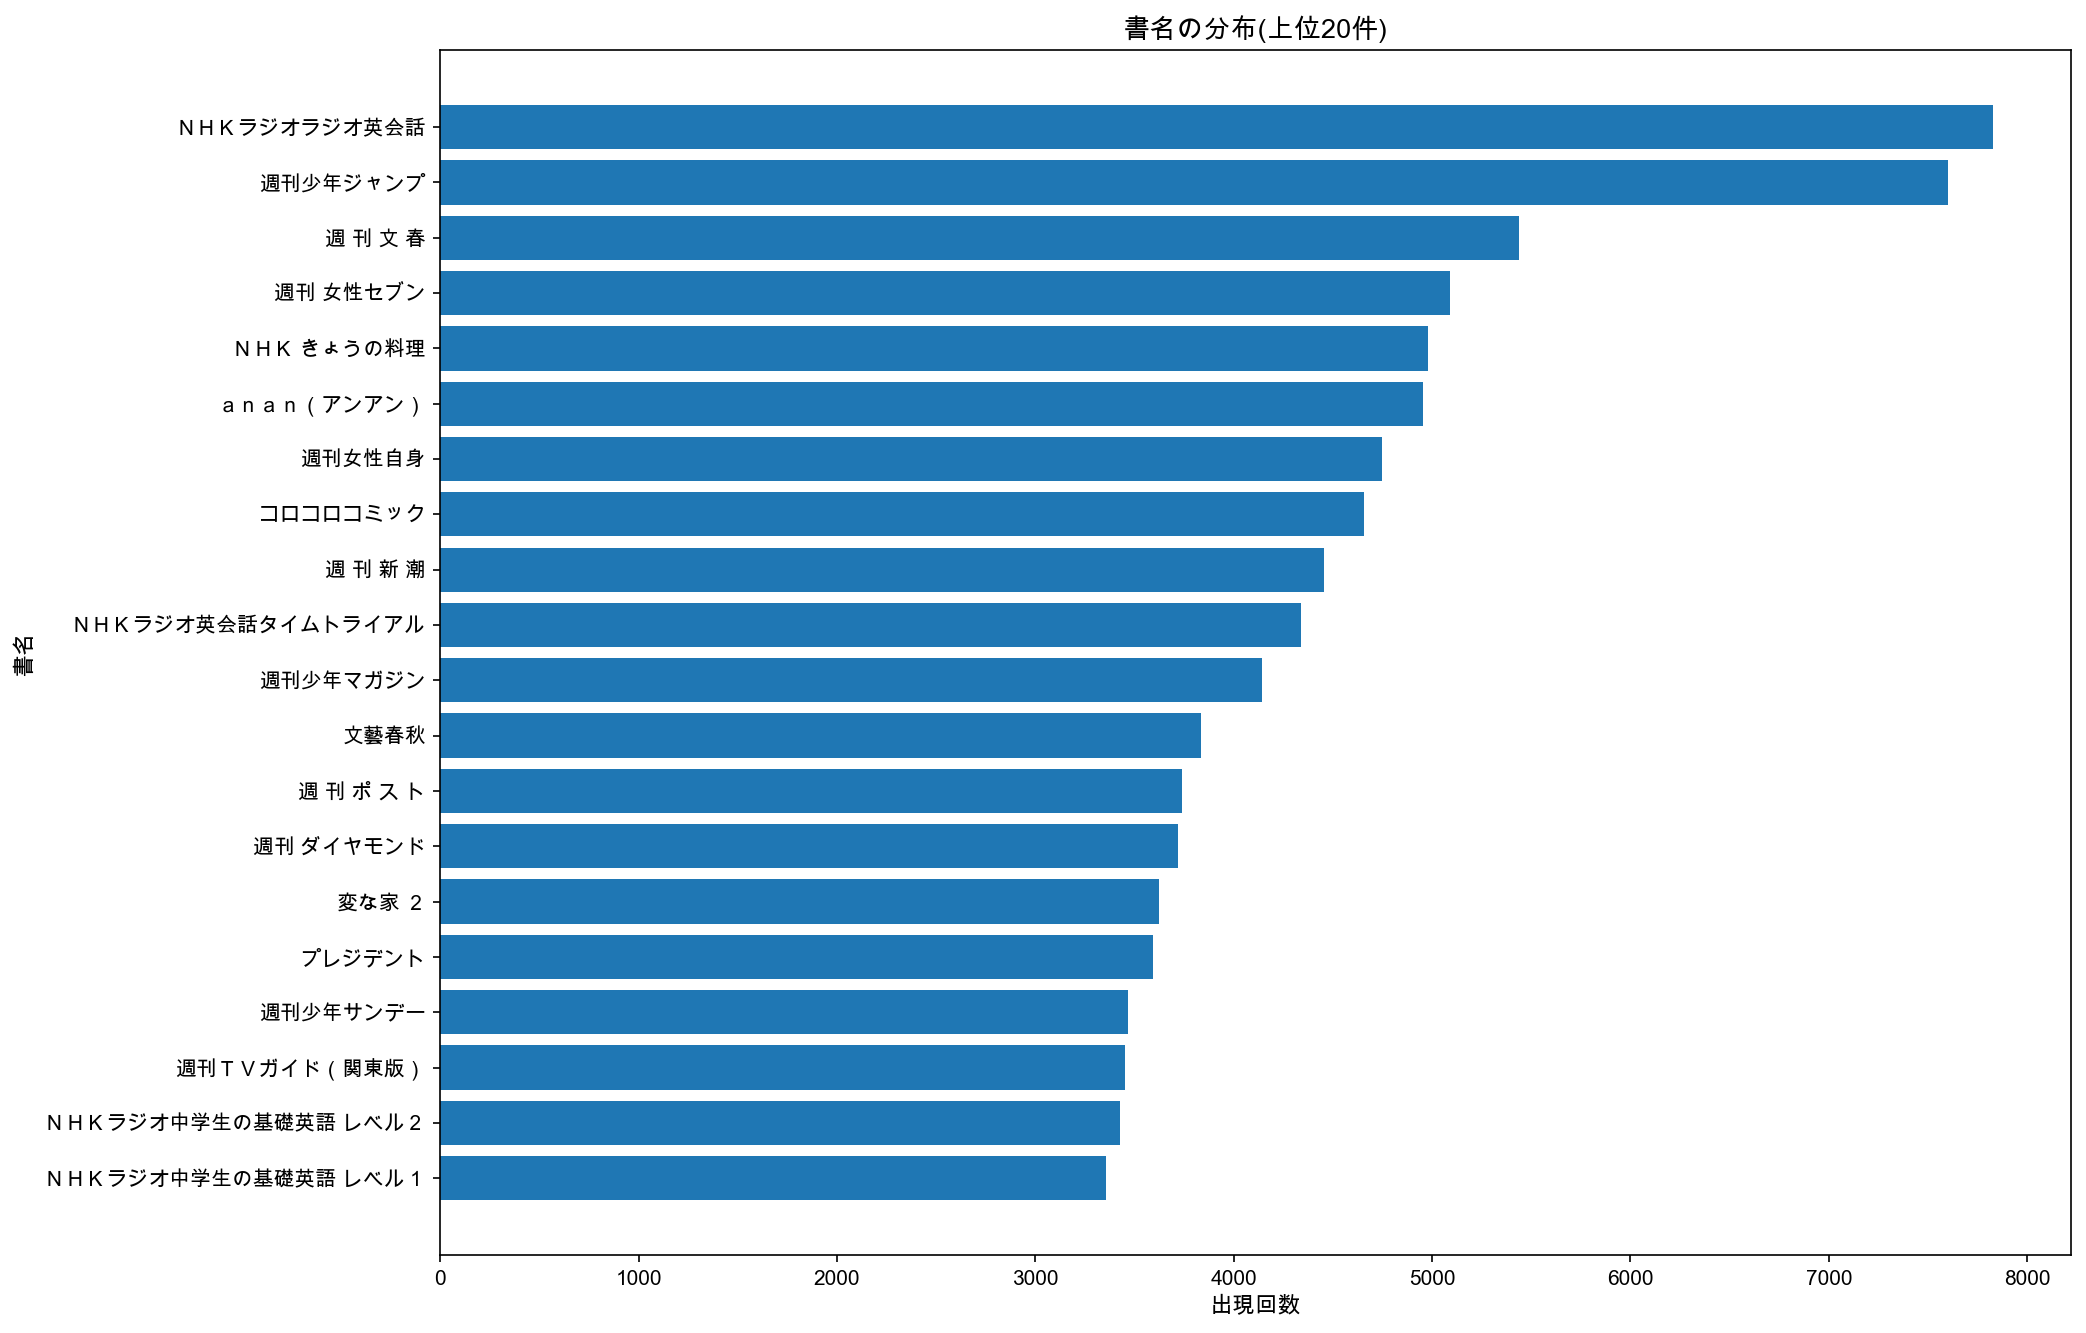 書名の分布(上位20件)
NHKラジオラジオ英会話
週刊少年ジャンプ
週 刊 文 春
週刊 女性セブン
NHK きょうの料理
anan(アンアン)
週刊女性自身
コロコロコミック
週 刊 新 潮
NHKラジオ英会話タイムトライアル
週刊少年マガジン
文藝春秋
週 刊 ポ ス ト
週刊 ダイヤモンド
変な家 2
プレジデント
週刊少年サンデー
週刊TVガイド(関東版)
NHKラジオ中学生の基礎英語 レベル2
NHKラジオ中学生の基礎英語 レベル1
書名
0 1000 2000 3000 4000 5000 6000 7000 8000
出現回数